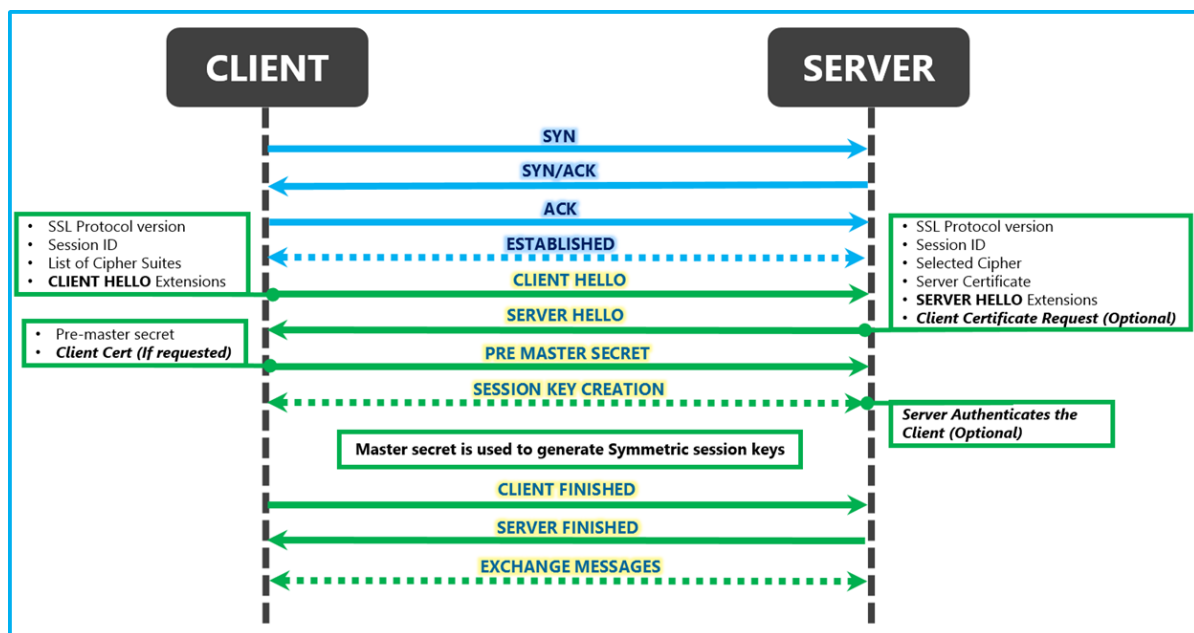 CLIENT
SERVER
SYN
SYN/ACK
ACK
ESTABLISHED
CLIENT HELLO
SERVER HELLO
PRE MASTER SECRET
SESSION KEY CREATION
• SSL Protocol version
• Session ID
• List of Cipher Suites
• CLIENT HELLO Extensions
• Pre-master secret
• Client Cert (If requested)
• SSL Protocol version
• Session ID
• Selected Cipher
• Server Certificate
• SERVER HELLO Extensions
• Client Certificate Request (Optional)
Server Authenticates the
Client (Optional)
Master secret is used to generate Symmetric session keys
CLIENT FINISHED
SERVER FINISHED
EXCHANGE MESSAGES